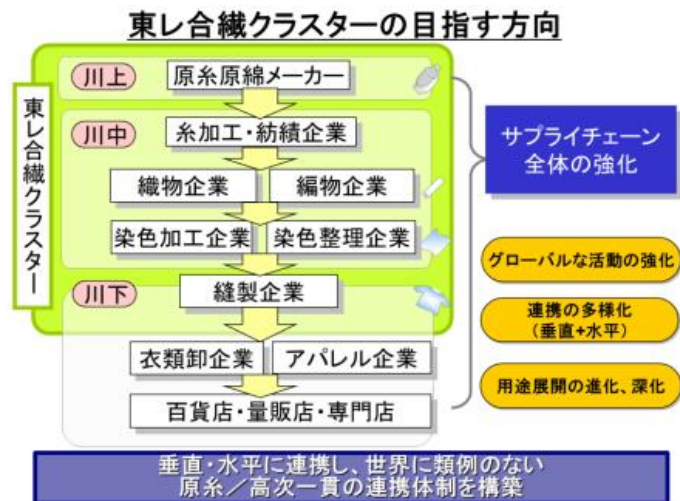 東レ合繊クラスターの目指す方向
東レ合繊クラスター
川上
原糸原綿メーカー
川中
糸加工・紡績企業
織物企業
編物企業
染色加工企業
染色整理企業
川下
縫製企業
衣類卸企業
アパレル企業
百貨店・量販店・専門店
サプライチェーン
全体の強化
グローバルな活動の強化
連携の多様化
(垂直+水平)
用途展開の進化、深化
垂直・水平に連携し、世界に類例のない
原糸/高次一貫の連携体制を構築